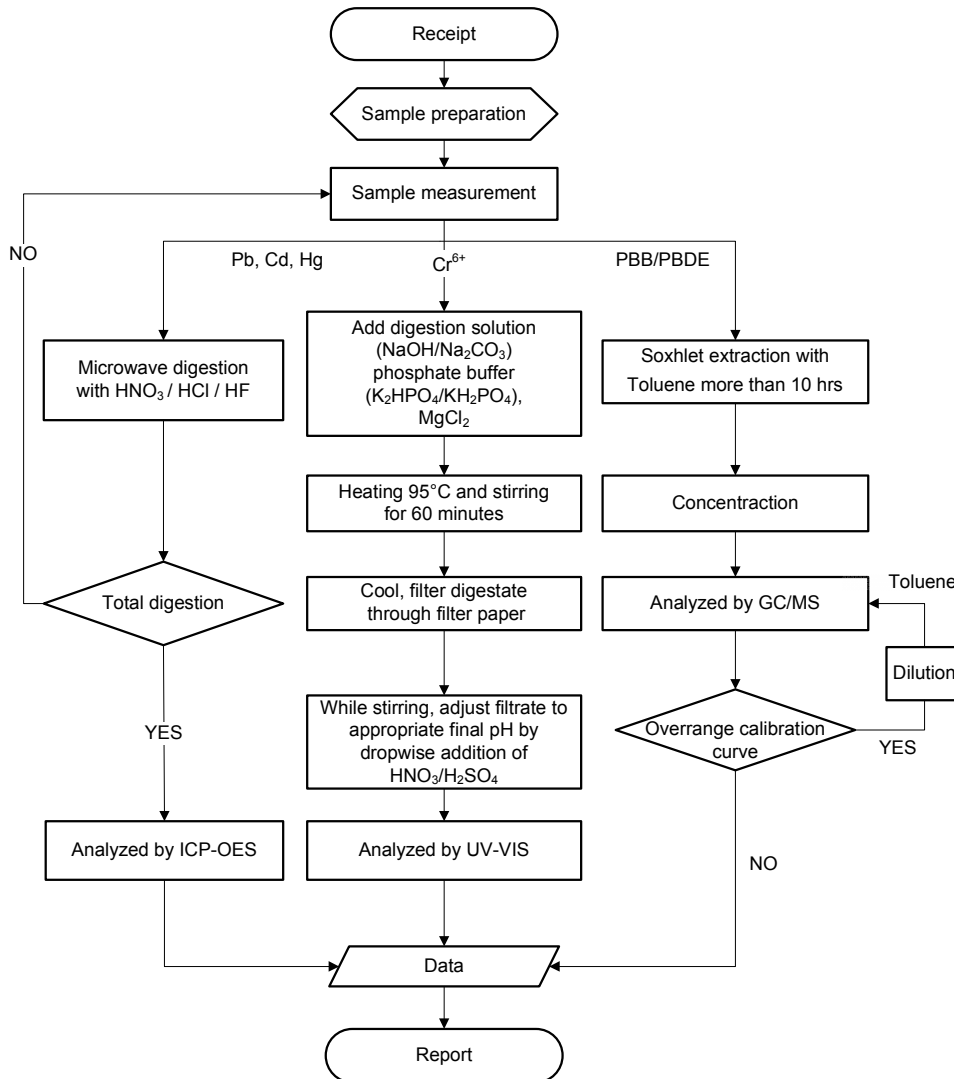 Receipt
Sample preparation
Sample measurement
NO
Pb, Cd, Hg
Cr⁶⁺
PBB/PBDE
Microwave digestion
with HNO₃ / HCl / HF
Add digestion solution
(NaOH/Na₂CO₃)
phosphate buffer
(K₂HPO₄/KH₂PO₄),
MgCl₂
Soxhlet extraction with
Toluene more than 10 hrs
Heating 95°C and stirring
for 60 minutes
Concentraction
Total digestion
Cool, filter digestate
through filter paper
Analyzed by GC/MS
Toluene
Dilution
YES
While stirring, adjust filtrate to
appropriate final pH by
dropwise addition of
HNO₃/H₂SO₄
Overrange calibration
curve
YES
Analyzed by ICP-OES
Analyzed by UV-VIS
NO
Data
Report